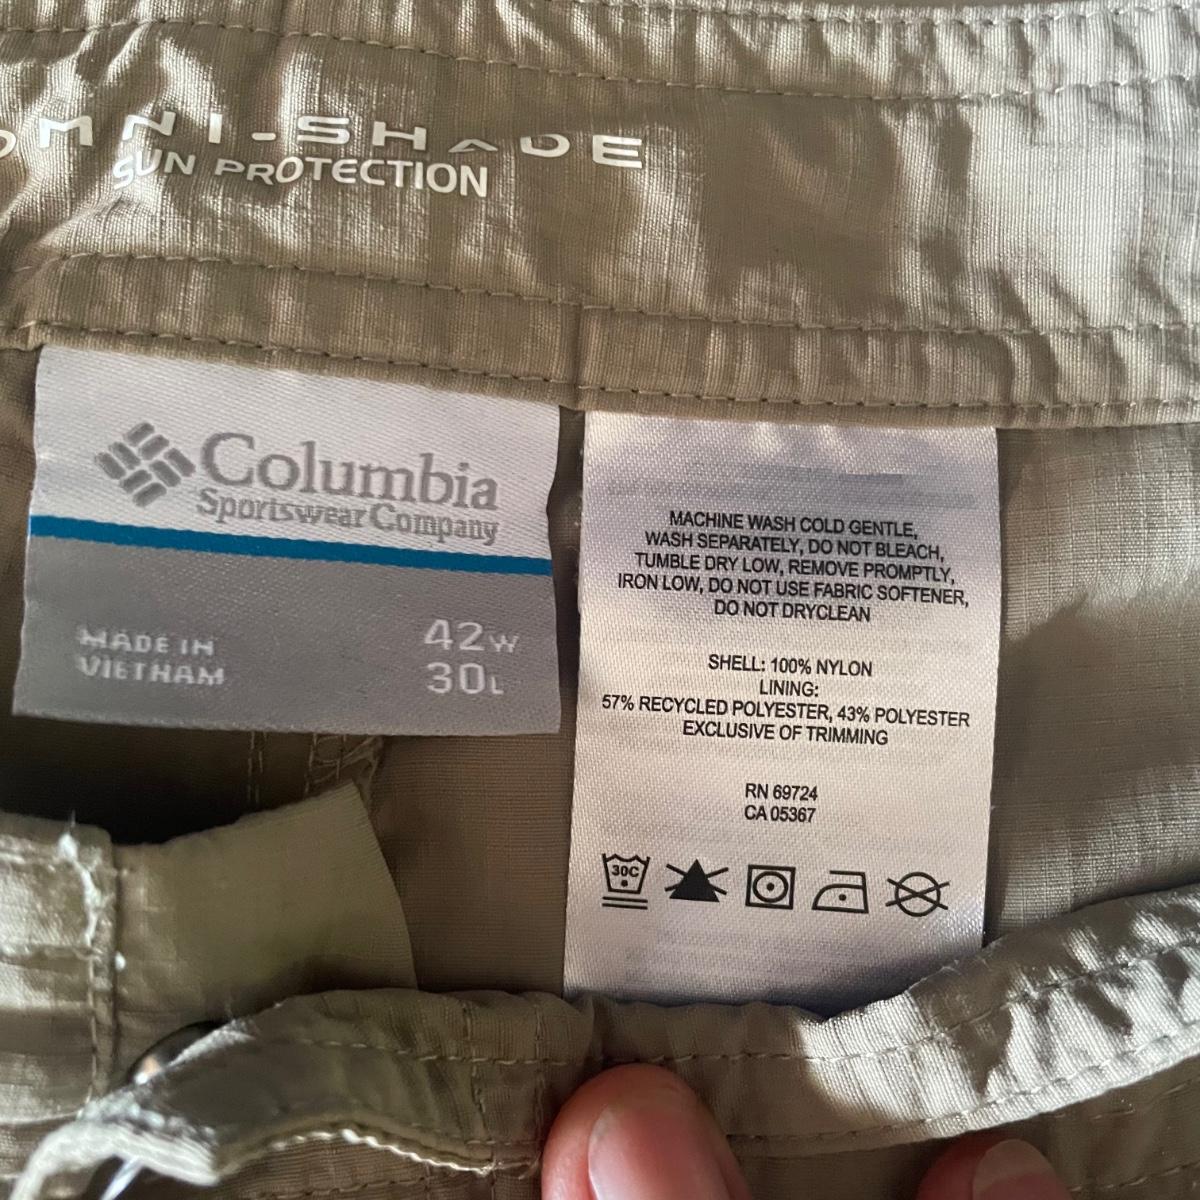 OMNI-SHADE
SUN PROTECTION
Columbia
Sportswear Company
MADE IN
VIETNAM
42W
30L
MACHINE WASH COLD GENTLE,
WASH SEPARATELY, DO NOT BLEACH,
TUMBLE DRY LOW, REMOVE PROMPTLY,
IRON LOW, DO NOT USE FABRIC SOFTENER,
DO NOT DRYCLEAN
SHELL: 100% NYLON
LINING:
57% RECYCLED POLYESTER, 43% POLYESTER
EXCLUSIVE OF TRIMMING
RN 69724
CA 05367
30C